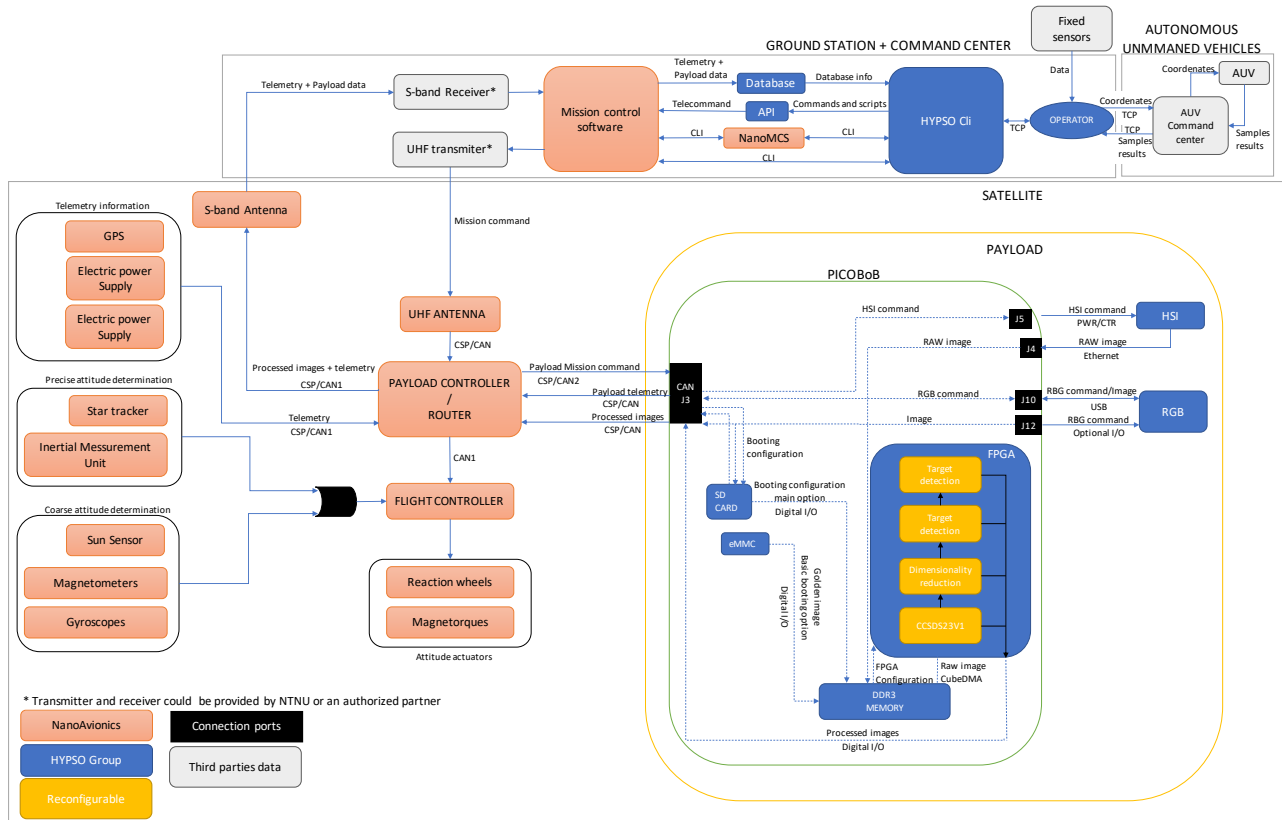 Fixed
sensors
GROUND STATION + COMMAND CENTER
AUTONOMOUS
UNMMANED VEHICLES
Telemetry + Payload data
S-band Receiver*
UHF transmiter*
Mission control
software
Telemetry +
Payload data
Database
Database info
Telecommand
API
Commands and scripts
CLI
NanoMCS
CLI
CLI
HYPSO Cli
TCP
Data
OPERATOR
Coordinates
TCP
TCP
Samples
results
Coordinates
AUV
AUV
Command
center
Samples
results
SATELLITE
Telemetry information
GPS
Electric power
Supply
Electric power
Supply
S-band Antenna
Mission command
UHF ANTENNA
CSP/CAN
Processed images + telemetry
CSP/CAN1
Telemetry
CSP/CAN1
PAYLOAD CONTROLLER
/
ROUTER
Payload Mission command
CSP/CAN2
Payload telemetry
CSP/CAN
Processed images
CSP/CAN
CAN1
Precise attitude determination
Star tracker
Inertial Messurement
Unit
FLIGHT CONTROLLER
Coarse attitude determination
Sun Sensor
Magnetometers
Gyroscopes
Reaction wheels
Magnetorques
Attitude actuators
PAYLOAD
PICOBoB
CAN
J3
HSI command
J5
HSI command
PWR/CTR
HSI
RAW image
J4
RAW image
Ethernet
RGB command
J10
RBG command/Image
USB
RGB
Image
J12
RBG command
Optional I/O
Booting
configuration
SD
CARD
Booting configuration
main option
Digital I/O
eMMC
Golden image
Basic booting option
Digital I/O
FPGA
Target
detection
Target
detection
Dimensionality
reduction
CCSDS23V1
FPGA
Configuration
Raw image
CubeDMA
DDR3
MEMORY
Processed images
Digital I/O
* Transmitter and receiver could be provided by NTNU or an authorized partner
NanoAvionics
Connection ports
HYPSO Group
Third parties data
Reconfigurable